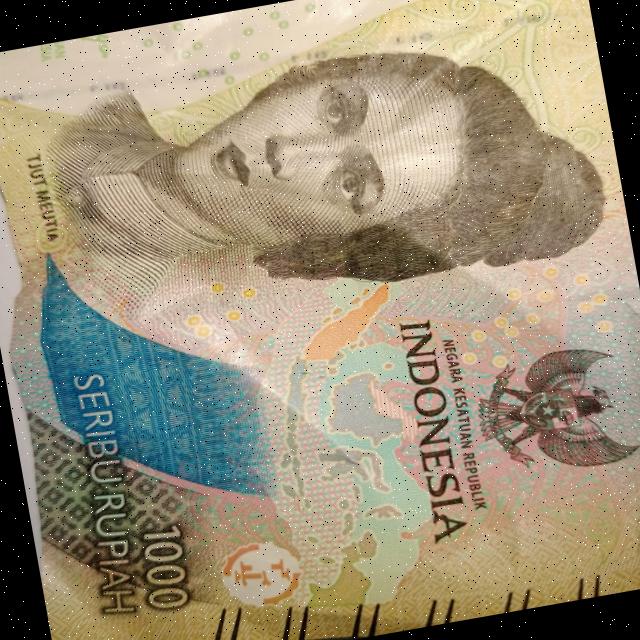 NEGARA KESATUAN REPUBLIK
INDONESIA
TJUT MEUTIA
1000
SERIBU RUPIAH